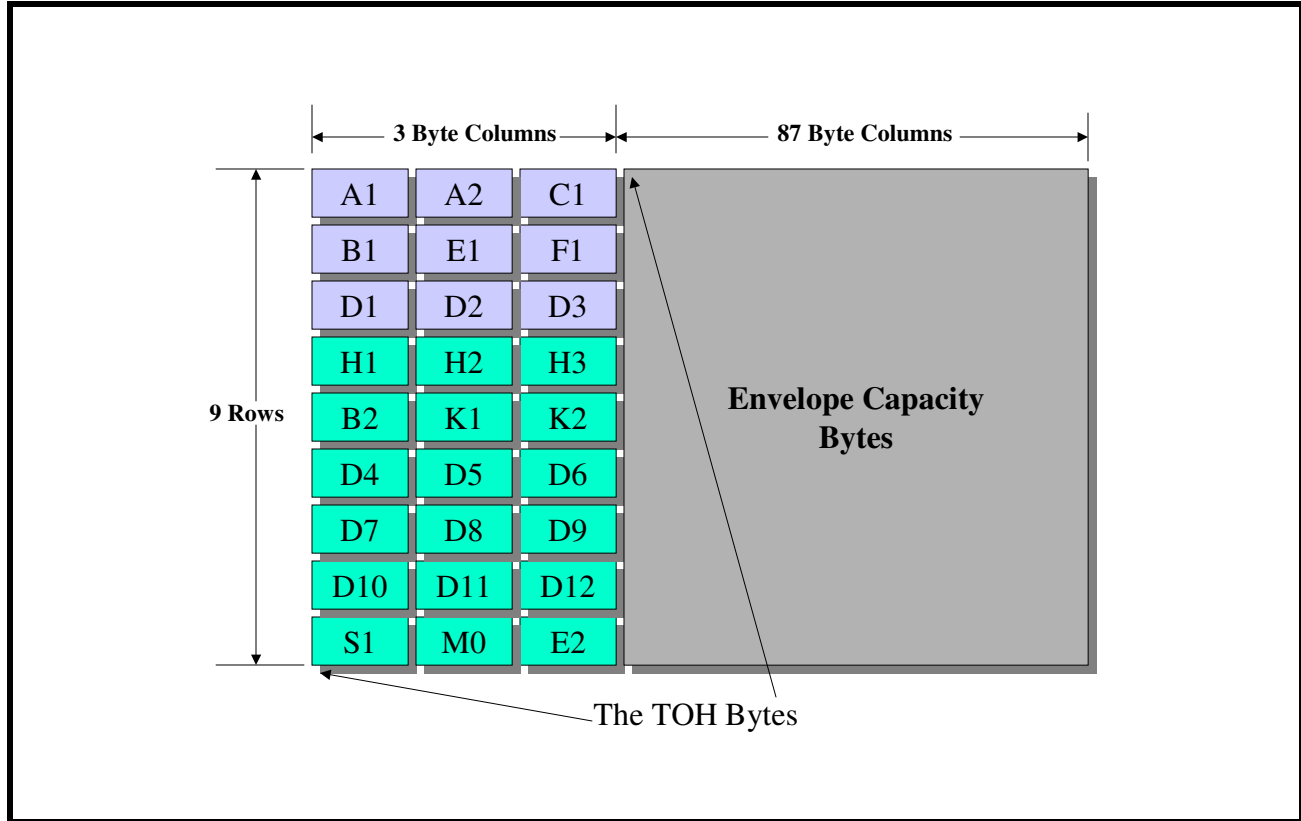 3 Byte Columns 87 Byte Columns
A1 A2 C1
B1 E1 F1
D1 D2 D3
H1 H2 H3
9 Rows
B2 K1 K2
Envelope Capacity
Bytes
D4 D5 D6
D7 D8 D9
D10 D11 D12
S1 M0 E2
The TOH Bytes